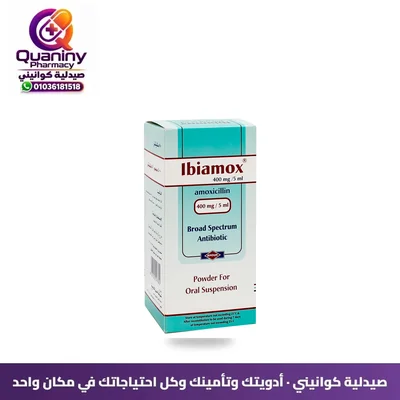 Quaniny
Pharmacy
صيدلية كوانيني
01036181518
Ibiamox®
400 mg /5 ml
amoxicillin
400 mg / 5 ml
Broad Spectrum
Antibiotic
Powder For
Oral Suspension
صيدلية كوانيني - أدويتك وتأمينك وكل احتياجاتك في مكان واحد